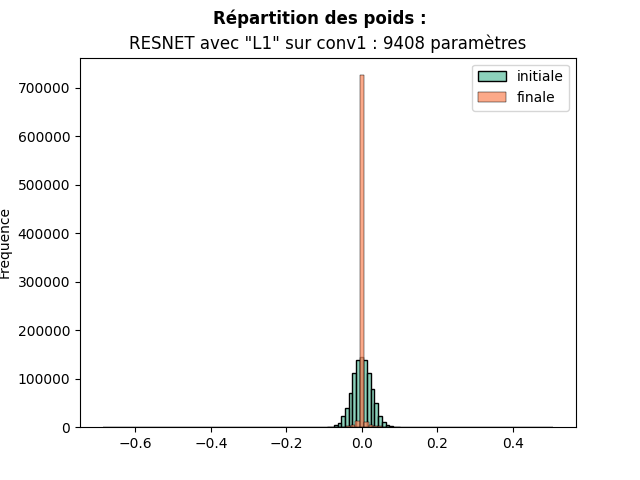 Répartition des poids :
RESNET avec "L1" sur conv1 : 9408 paramètres
initiale
finale
700000
600000
500000
400000
300000
200000
100000
0
Fréquence
−0.6
−0.4
−0.2
0.0
0.2
0.4